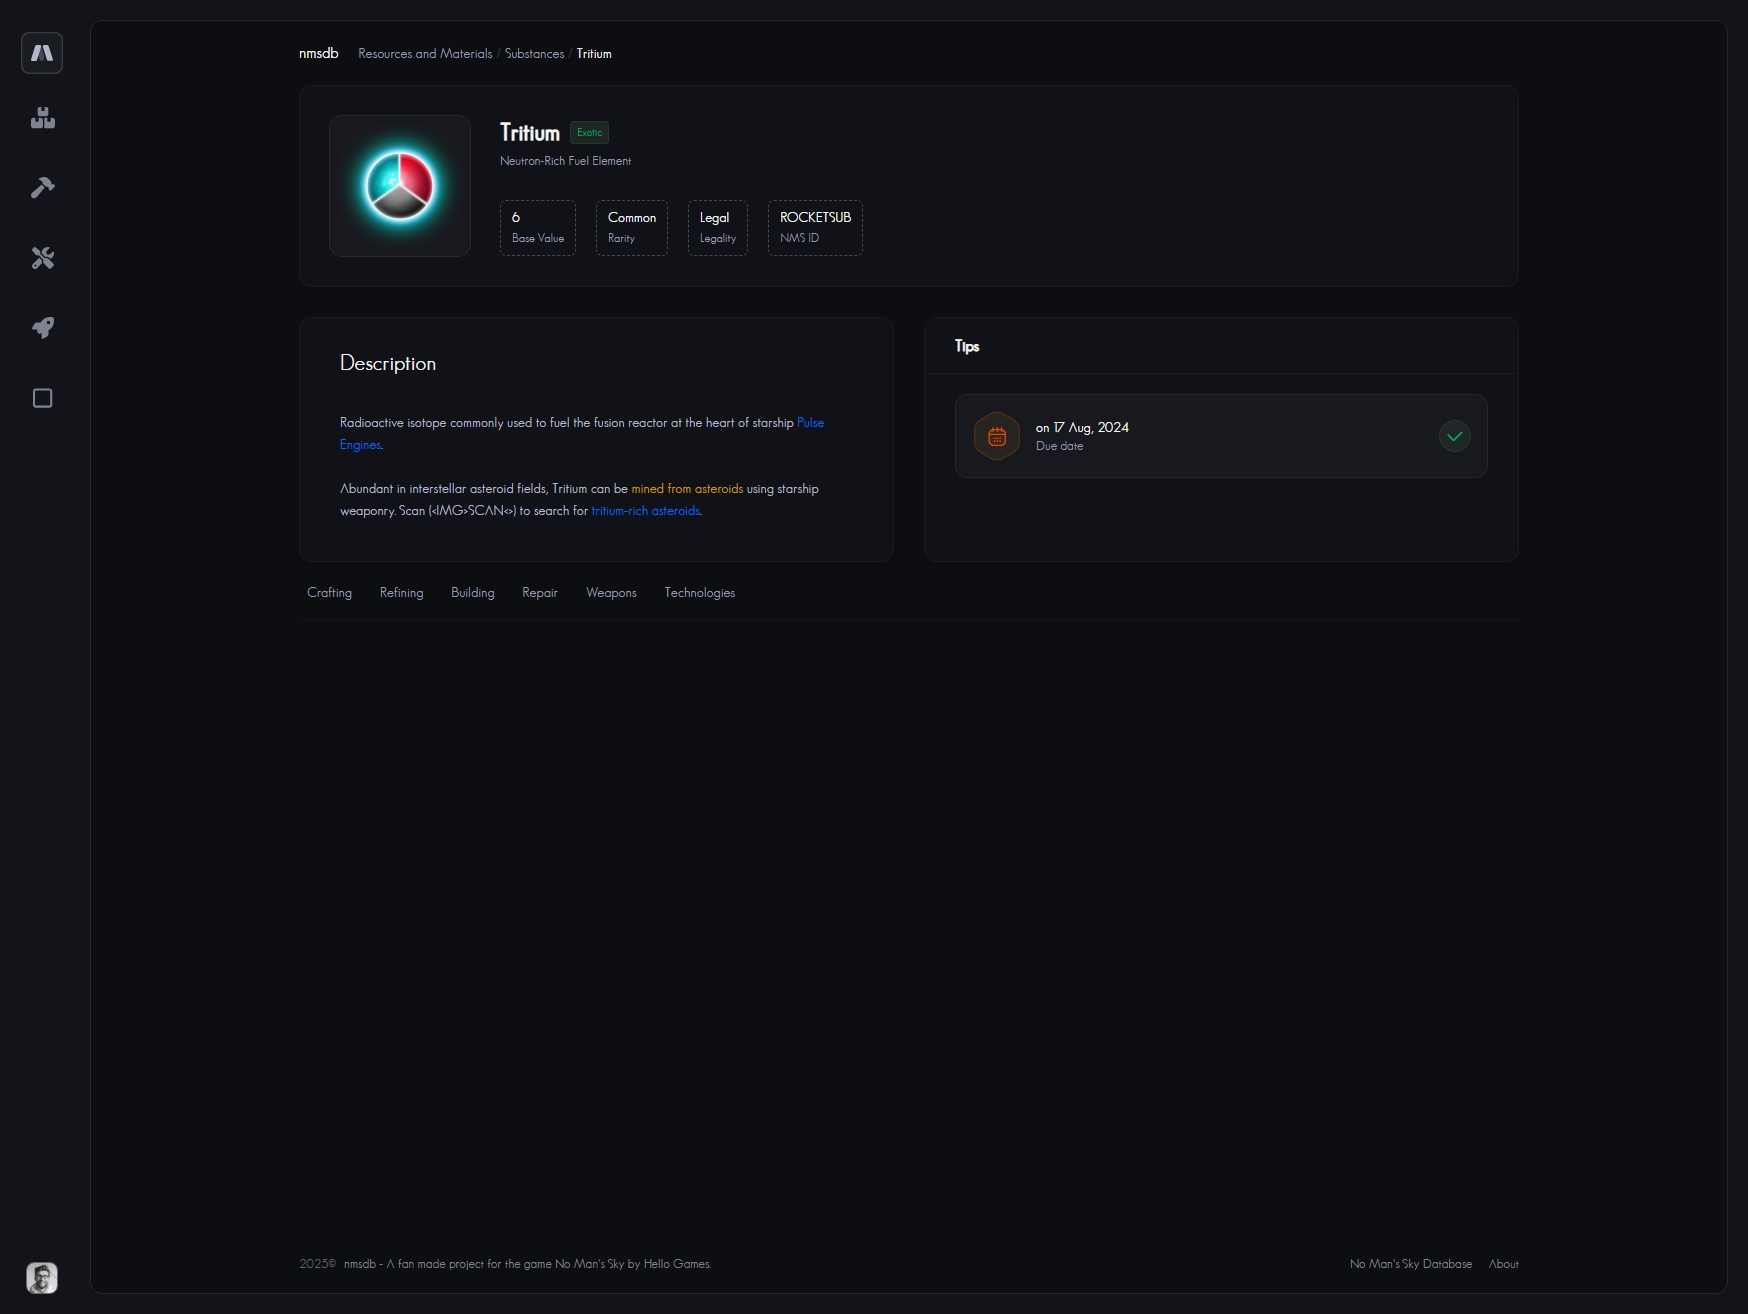 nmsdb Resources and Materials / Substances / Tritium
Tritium Exotic
Neutron-Rich Fuel Element
6 Common Legal ROCKETSUB
Base Value Rarity Legality NMS ID
Description
Radioactive isotope commonly used to fuel the fusion reactor at the heart of starship Pulse
Engines.
Abundant in interstellar asteroid fields, Tritium can be mined from asteroids using starship
weaponry. Scan (<IMG>SCAN<>) to search for tritium-rich asteroids.
Tips
on 17 Aug, 2024
Due date
Crafting Refining Building Repair Weapons Technologies
2025© nmsdb - A fan made project for the game No Man's Sky by Hello Games.
No Man's Sky Database About